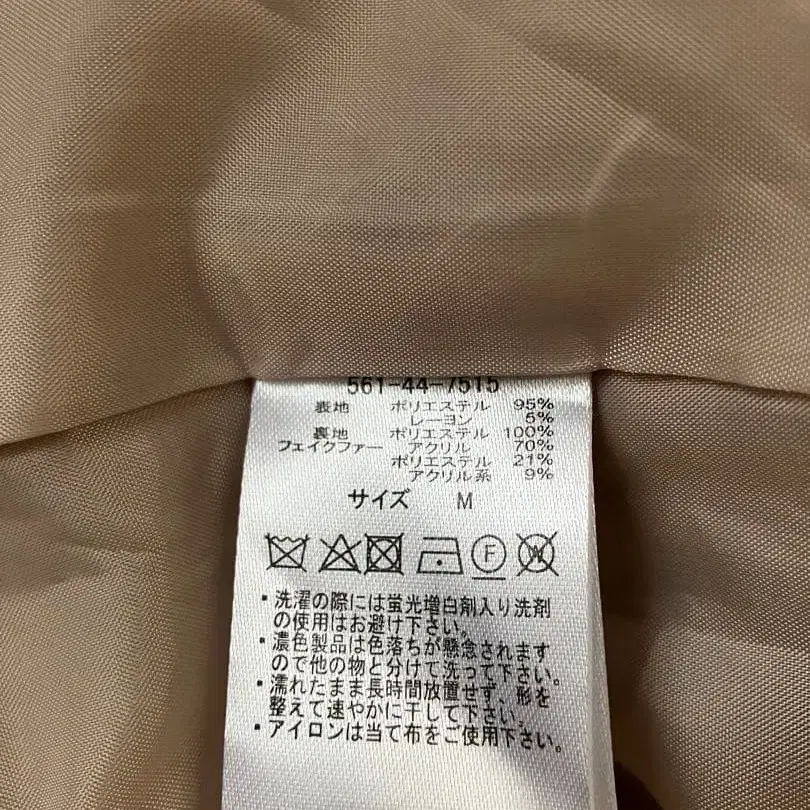 561-44-7515
表地 ポリエステル 95%
レーヨン 5%
裏地 ポリエステル 100%
フェイクファー アクリル 70%
ポリエステル 21%
アクリル系 9%
サイズ M
F W
・洗濯の際には蛍光増白剤入り洗剤
の使用はお避け下さい。
・濃色製品は色落ちが懸念されます
ので他の物と分けて洗って下さい。
・濡れたまま長時間放置せず、形を
整えて速やかに干して下さい。
・アイロンは当て布をご使用下さい。